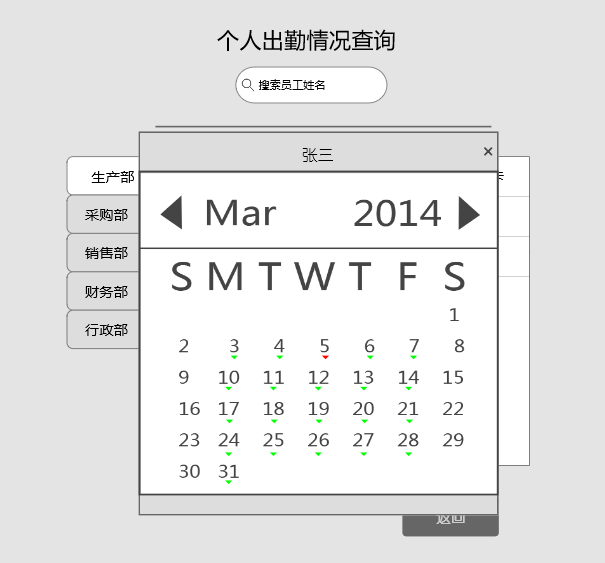 个人出勤情况查询
搜索员工姓名
张三 ×
生产部
采购部
销售部
财务部
行政部
Mar 2014
S M T W T F S
1
2 3 4 5 6 7 8
9 10 11 12 13 14 15
16 17 18 19 20 21 22
23 24 25 26 27 28 29
30 31
返回